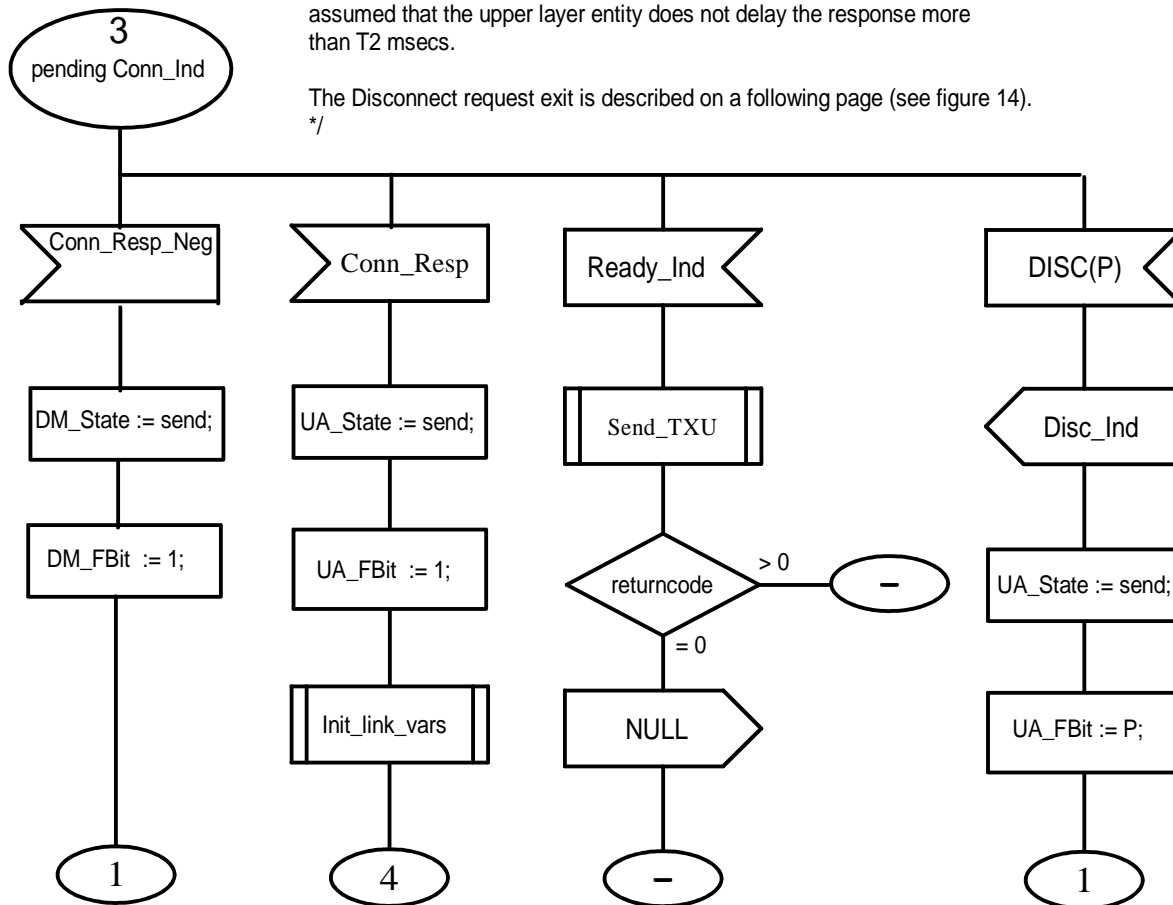 assumed that the upper layer entity does not delay the response more
than T2 msecs.
The Disconnect request exit is described on a following page (see figure 14).
*/
3
pending Conn_Ind
Conn_Resp_Neg
Conn_Resp
Ready_Ind
DISC(P)
DM_State := send;
UA_State := send;
Send_TXU
Disc_Ind
DM_FBit := 1;
UA_FBit := 1;
returncode
> 0
–
UA_State := send;
= 0
Init_link_vars
NULL
UA_FBit := P;
1
4
–
1